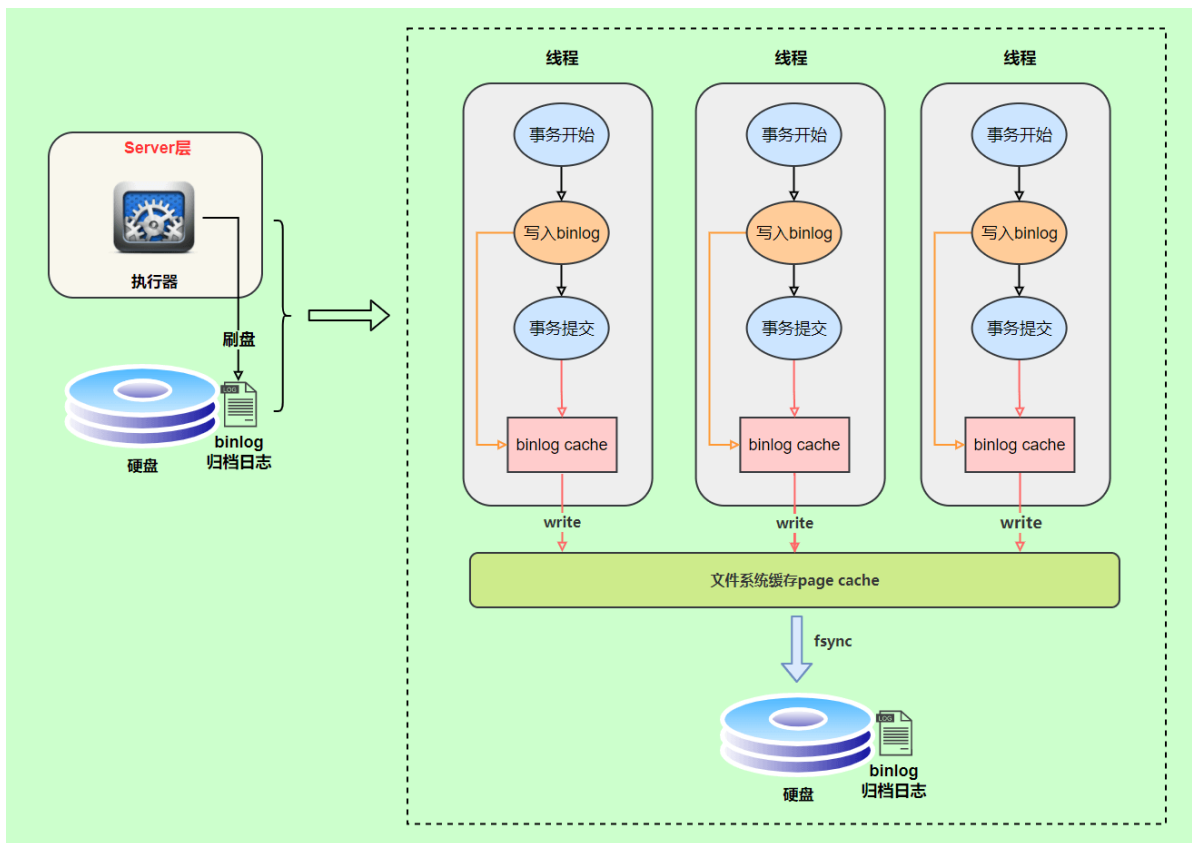 Server层
执行器
刷盘
LOG
binlog
归档日志
硬盘
线程
线程
线程
事务开始
事务开始
事务开始
写入binlog
写入binlog
写入binlog
事务提交
事务提交
事务提交
binlog cache
binlog cache
binlog cache
write
write
write
文件系统缓存page cache
fsync
LOG
binlog
归档日志
硬盘